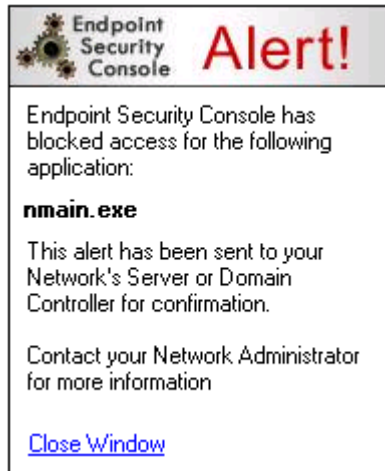 Endpoint
Security
Console
Alert!
Endpoint Security Console has
blocked access for the following
application:
nmain.exe
This alert has been sent to your
Network's Server or Domain
Controller for confirmation.
Contact your Network Administrator
for more information
Close Window